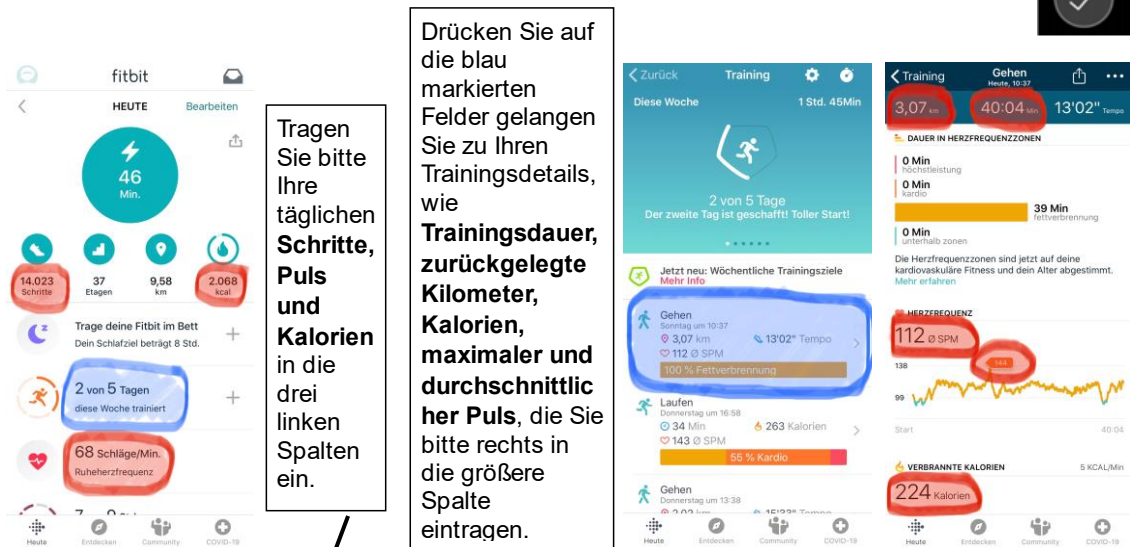 fitbit
HEUTE
Bearbeiten
46
Min.
14.023
Schritte
37
Etagen
9,58
km
2.068
kcal
Trage deine Fitbit im Bett
Dein Schlafziel beträgt 8 Std.
2 von 5 Tagen
diese Woche trainiert
68 Schläge/Min.
Ruheherzfrequenz
Heute
Entdecken
Community
COVID-19
Tragen
Sie bitte
Ihre
täglichen
Schritte,
Puls
und
Kalorien
in die
drei
linken
Spalten
ein.
Drücken Sie auf
die blau
markierten
Felder gelangen
Sie zu Ihren
Trainingsdetails,
wie
Trainingsdauer,
zurückgelegte
Kilometer,
Kalorien,
maximaler und
durchschnittlic
her Puls, die Sie
bitte rechts in
die größere
Spalte
eintragen.
Zurück
Training
Diese Woche
1 Std. 45Min
2 von 5 Tage
Der zweite Tag ist geschafft! Toller Start!
Jetzt neu: Wöchentliche Trainingsziele
Mehr Info
Gehen
Sonntag um 10:37
3,07 km
13'02" Tempo
112 Ø SPM
100 % Fettverbrennung
Laufen
Donnerstag um 16:58
34 Min
263 Kalorien
143 Ø SPM
55 % Kardio
Gehen
Donnerstag um 13:38
Heute
Entdecken
Community
COVID-19
Training
Gehen
Heute, 10:37
3,07 km
40:04 Min
13'02" Tempo
DAUER IN HERZFREQUENZZONEN
0 Min
höchstleistung
0 Min
kardio
39 Min
fettverbrennung
0 Min
unterhalb zonen
Die Herzfrequenzzonen sind jetzt auf deine
kardiovaskuläre Fitness und dein Alter abgestimmt.
Mehr erfahren
HERZFREQUENZ
112 Ø SPM
144
138
99
Start
40:04
VERBRANNTE KALORIEN
5 KCAL/Min
224 Kalorien
Heute
Entdecken
Community
COVID-19